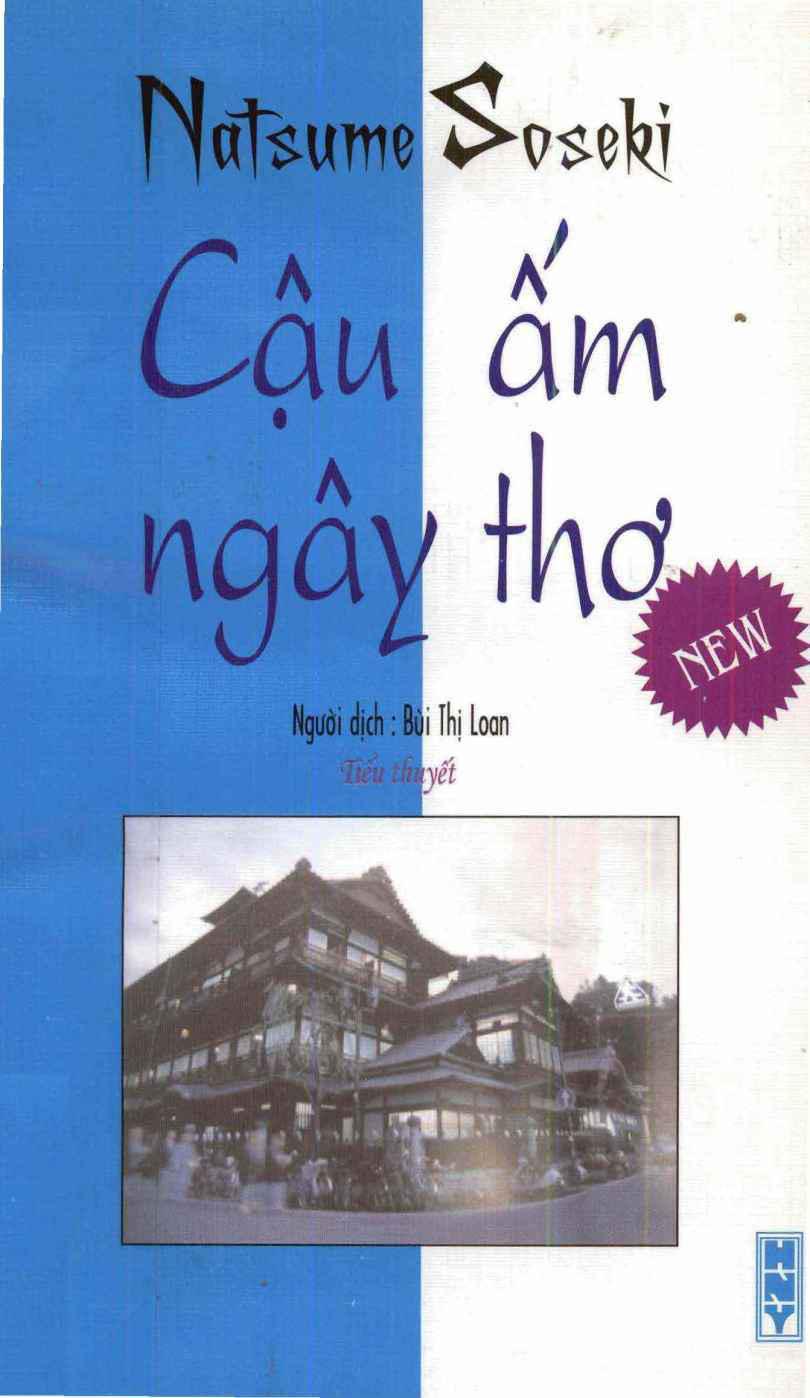 Natsume Soseki
Cậu ấm
ngây thơ
NEW
Người dịch : Bùi Thị Loan
Tiểu thuyết